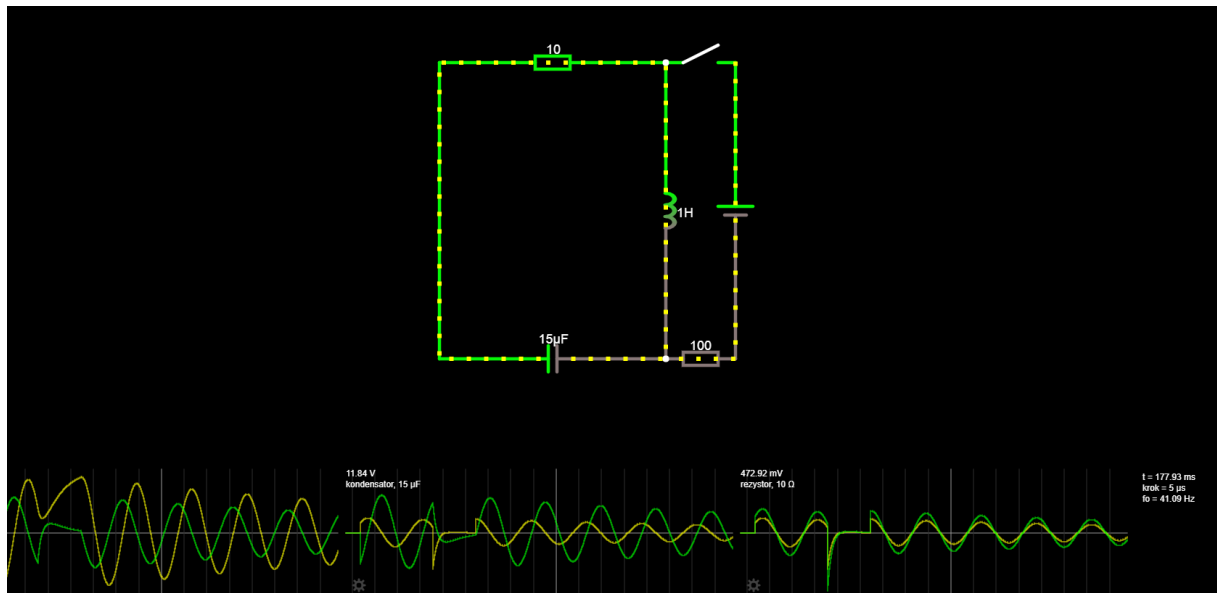 10
1H
15µF
100
11.84 V
kondensator, 15 µF
472.92 mV
rezystor, 10 Ω
t = 177.93 ms
krok = 5 µs
fo = 41.09 Hz